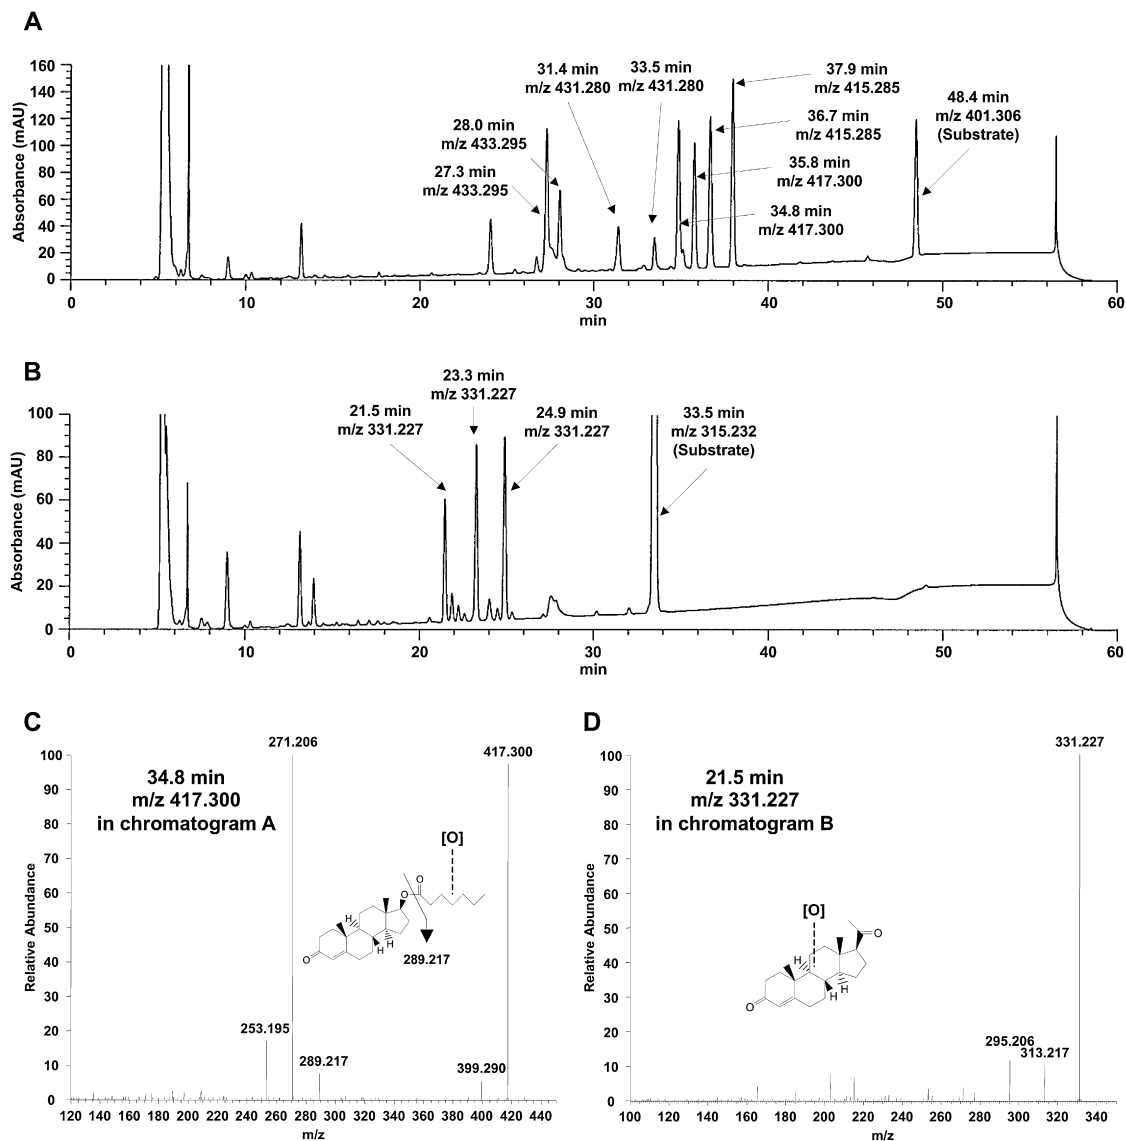 A
Absorbance (mAU)
160
140
120
100
80
60
40
20
0
27.3 min
m/z 433.295
28.0 min
m/z 433.295
31.4 min
m/z 431.280
33.5 min
m/z 431.280
37.9 min
m/z 415.285
36.7 min
m/z 415.285
35.8 min
m/z 417.300
34.8 min
m/z 417.300
48.4 min
m/z 401.306
(Substrate)
0 10 20 30 40 50 60
min
B
Absorbance (mAU)
100
80
60
40
20
0
21.5 min
m/z 331.227
23.3 min
m/z 331.227
24.9 min
m/z 331.227
33.5 min
m/z 315.232
(Substrate)
0 10 20 30 40 50 60
min
C
Relative Abundance
100
90
80
70
60
50
40
30
20
10
0
34.8 min
m/z 417.300
in chromatogram A
271.206
417.300
253.195
289.217
399.290
[O]
O
O
H
H
H
O
289.217
120 140 160 180 200 220 240 260 280 300 320 340 360 380 400 420 440
m/z
D
Relative Abundance
100
90
80
70
60
50
40
30
20
10
0
21.5 min
m/z 331.227
in chromatogram B
331.227
295.206
313.217
[O]
O
H
H
H
O
100 120 140 160 180 200 220 240 260 280 300 320 340
m/z